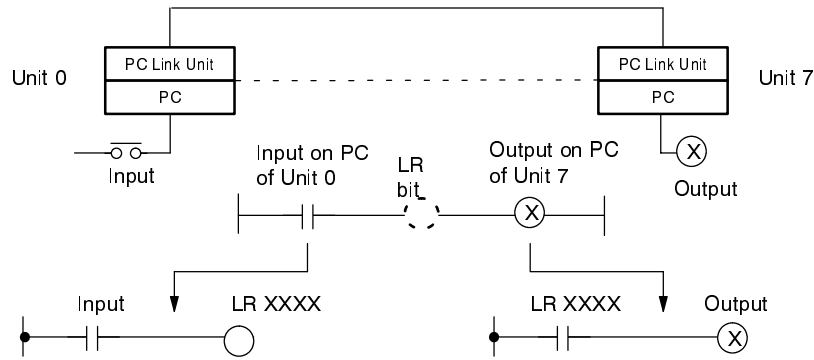 PC Link Unit
PC Link Unit
Unit 0
Unit 7
PC
PC
Input
Input on PC
of Unit 0
LR
bit
Output on PC
of Unit 7
X
Output
X
Input
LR XXXX
LR XXXX
Output
X